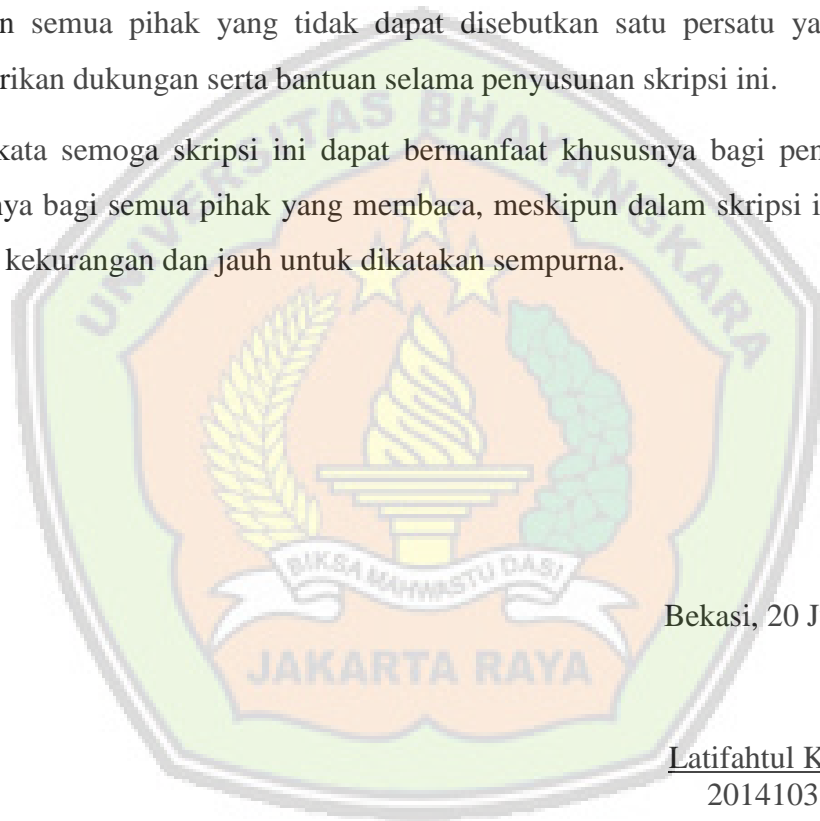 n semua pihak yang tidak dapat disebutkan satu persatu ya
rikan dukungan serta bantuan selama penyusunan skripsi ini.
kata semoga skripsi ini dapat bermanfaat khususnya bagi pen
nya bagi semua pihak yang membaca, meskipun dalam skripsi i
kekurangan dan jauh untuk dikatakan sempurna.
UNIVERSITAS BHAYANGKARA
BIKSA MAHWASTU DASI
JAKARTA RAYA
Bekasi, 20 J
Latifahtul K
2014103